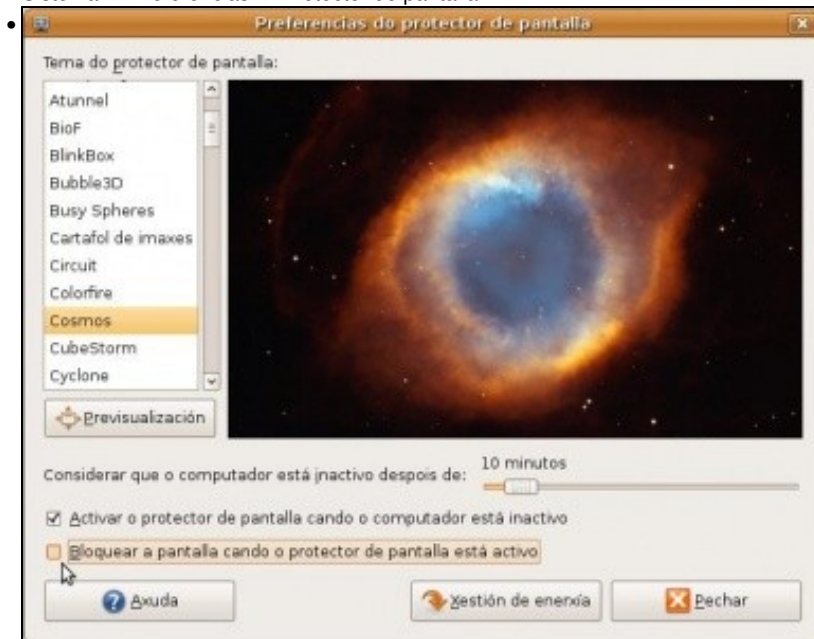 Preferencias do protector de pantalla
Tema do protector de pantalla:
Atunnel
BioF
BlinkBox
Bubble3D
Busy Spheres
Cartafol de imaxes
Circuit
Colorfire
Cosmos
CubeStorm
Cyclone
Previsualización
Considerar que o computador está inactivo despois de:
10 minutos
Activar o protector de pantalla cando o computador está inactivo
Bloquear a pantalla cando o protector de pantalla está activo
Axuda
Xestión de enerxía
Pechar